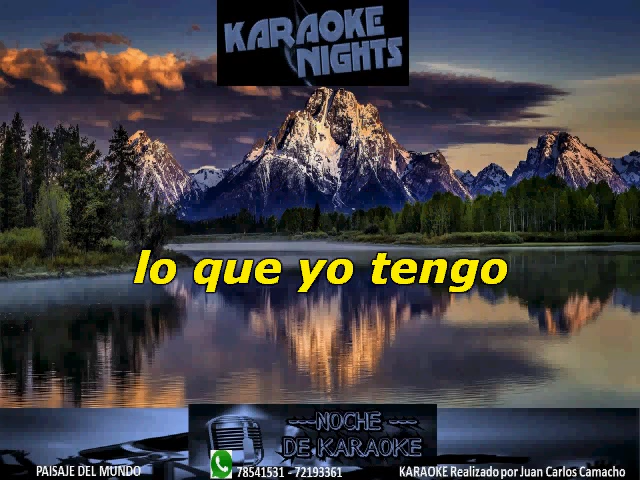 KARAOKE
NIGHTS
lo que yo tengo
NOCHE
DE KARAOKE
PAISAJE DEL MUNDO
78541531 - 72193361
KARAOKE Realizado por Juan Carlos Camacho